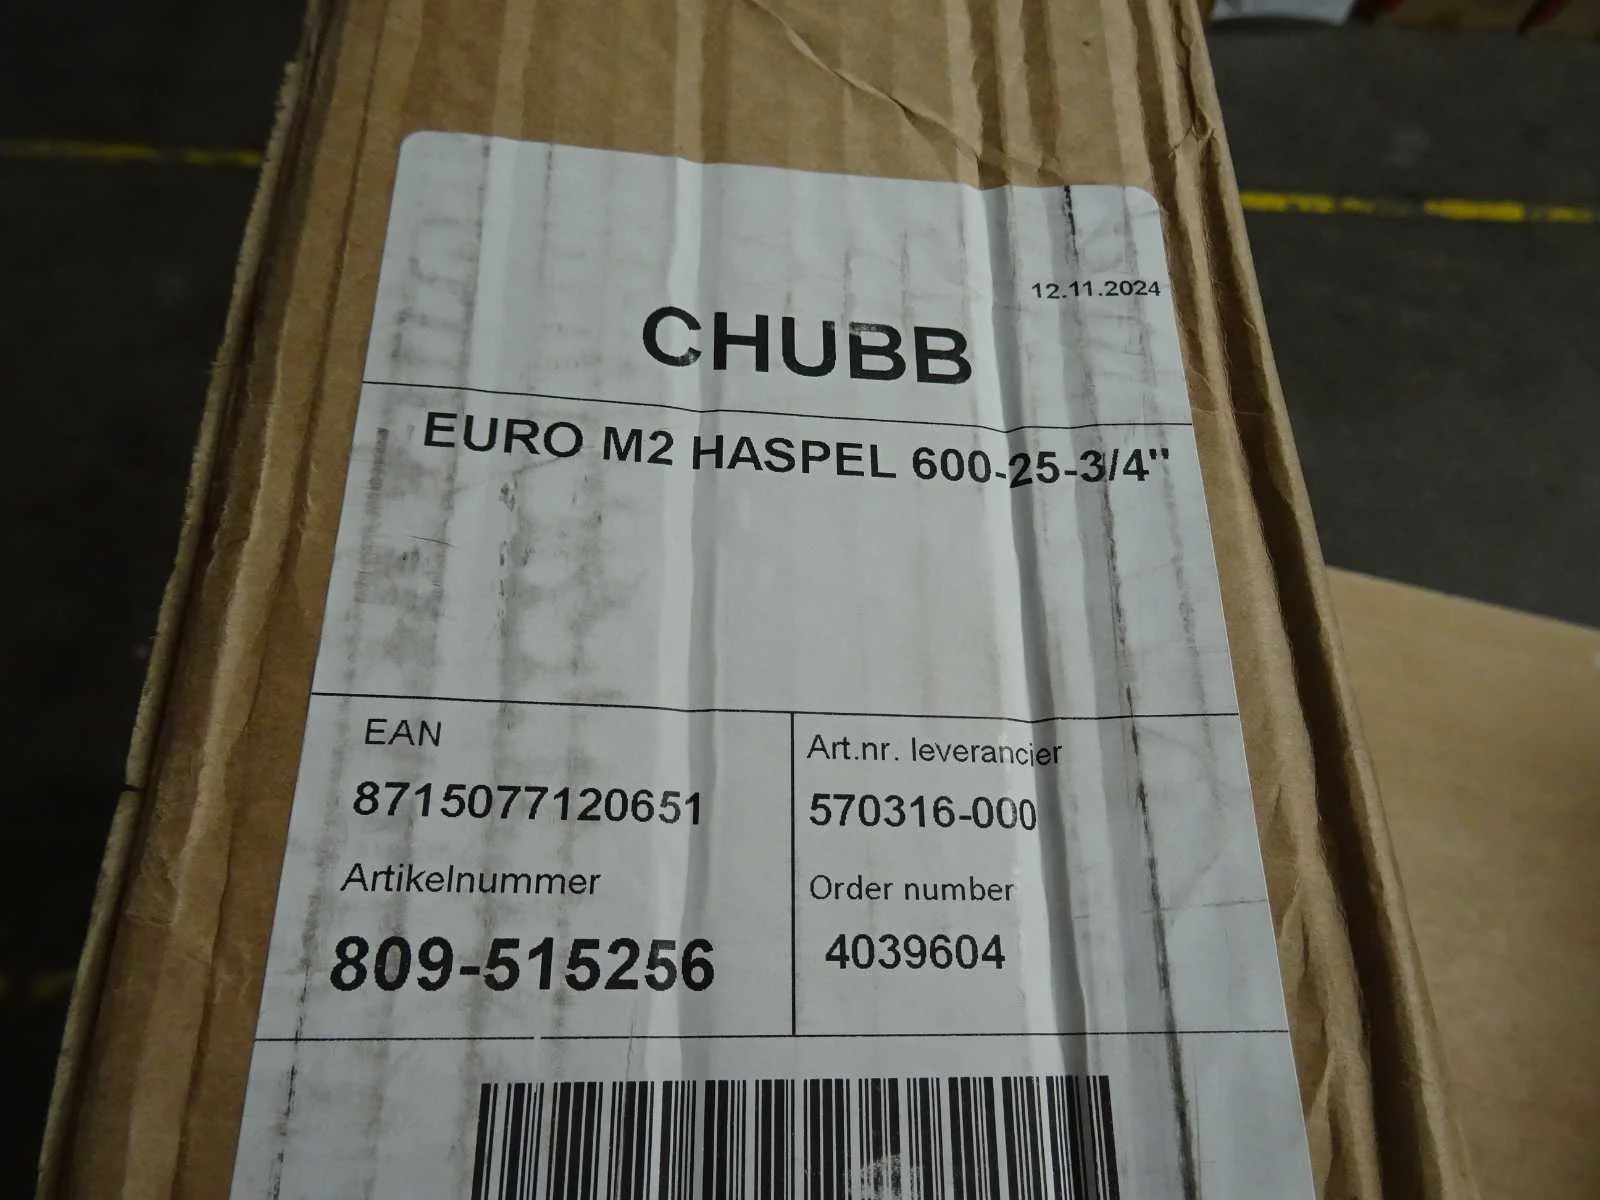 12.11.2024
CHUBB
EURO M2 HASPEL 600-25-3/4"
EAN
8715077120651
Art.nr. leverancier
570316-000
Artikelnummer
809-515256
Order number
4039604